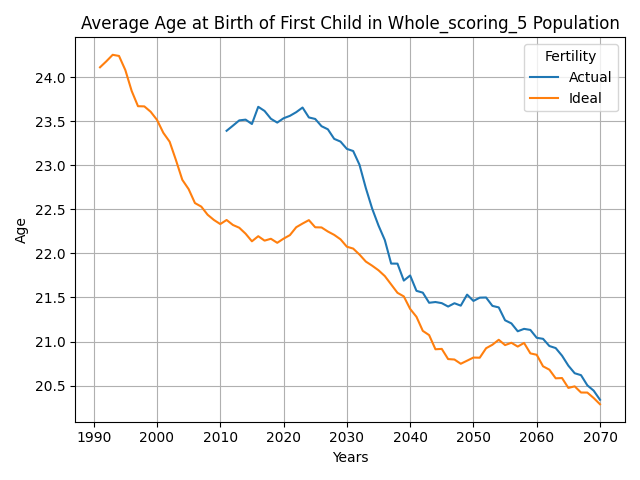 Average Age at Birth of First Child in Whole_scoring_5 Population
Fertility
Actual
Ideal
Age
24.0
23.5
23.0
22.5
22.0
21.5
21.0
20.5
1990 2000 2010 2020 2030 2040 2050 2060 2070
Years